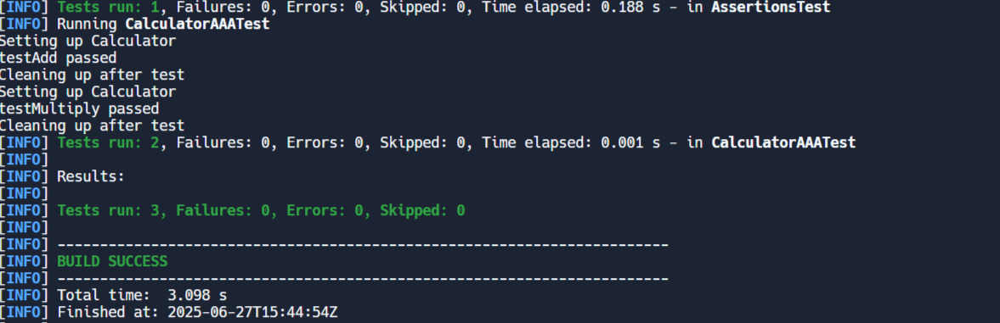 [INFO] Tests run: 1, Failures: 0, Errors: 0, Skipped: 0, Time elapsed: 0.188 s - in AssertionsTest
[INFO] Running CalculatorAAATest
Setting up Calculator
testAdd passed
Cleaning up after test
Setting up Calculator
testMultiply passed
Cleaning up after test
[INFO] Tests run: 2, Failures: 0, Errors: 0, Skipped: 0, Time elapsed: 0.001 s - in CalculatorAAATest
[INFO]
[INFO] Results:
[INFO]
[INFO] Tests run: 3, Failures: 0, Errors: 0, Skipped: 0
[INFO]
[INFO] ------------------------------------------------------------------------
[INFO] BUILD SUCCESS
[INFO] ------------------------------------------------------------------------
[INFO] Total time:  3.098 s
[INFO] Finished at: 2025-06-27T15:44:54Z